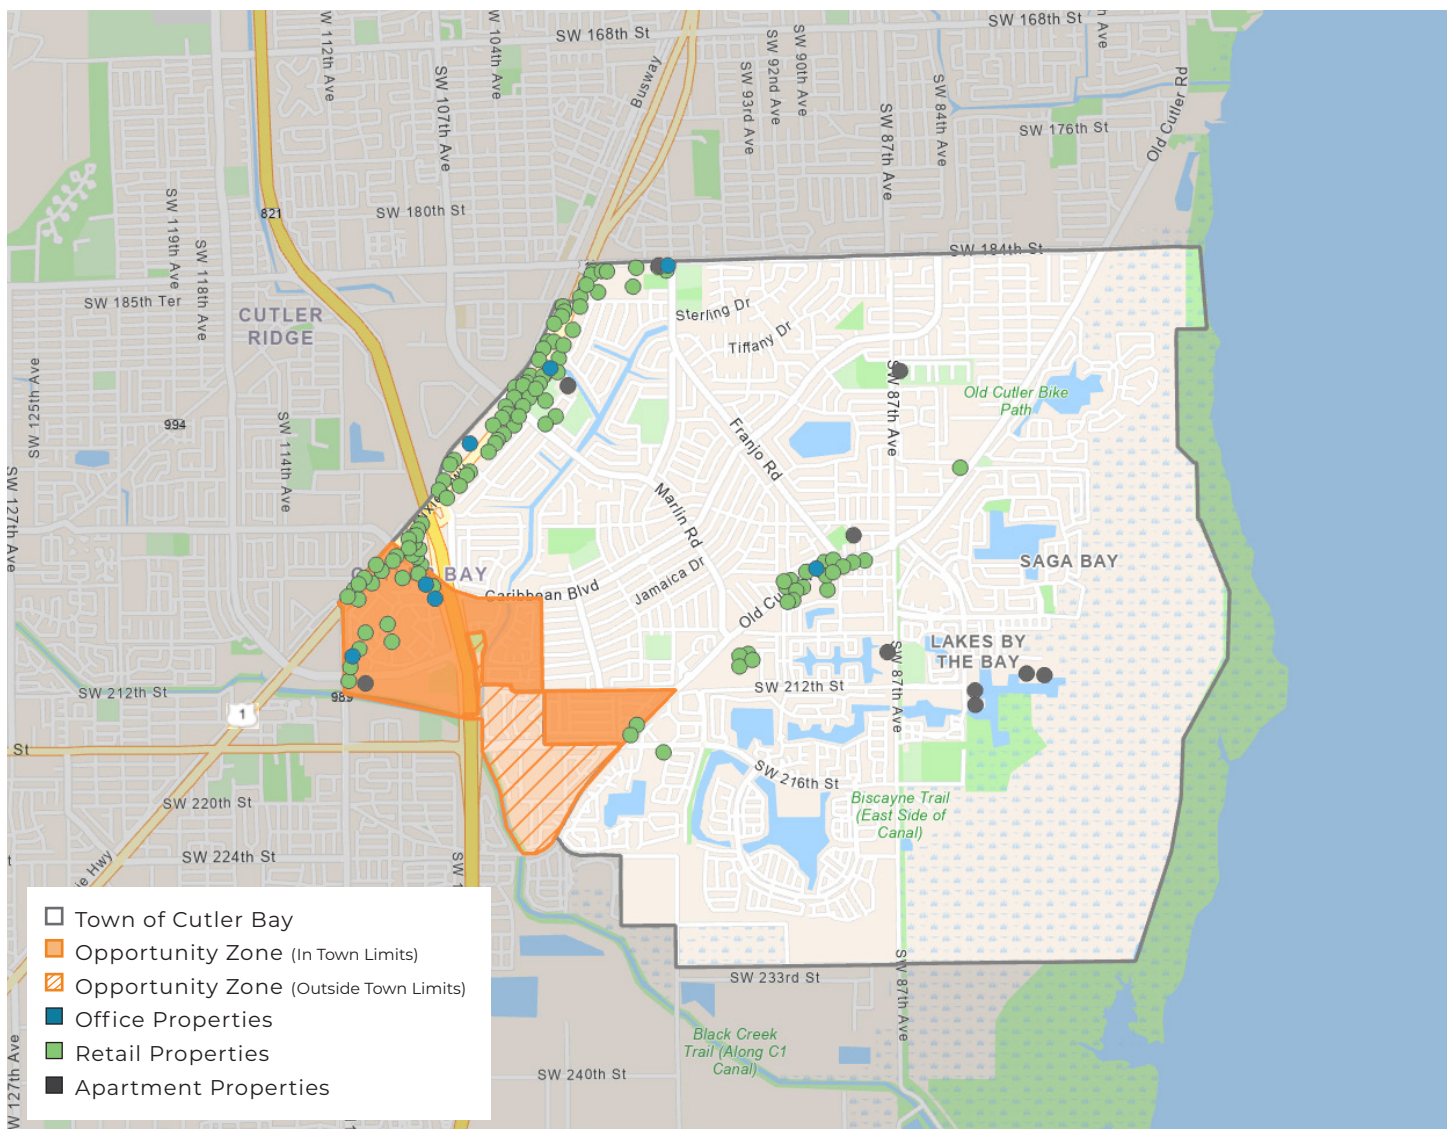 SW 168th St
SW 168th St
SW 112th Ave
SW 104th Ave
SW 107th Ave
Busway
SW 93rd Ave
SW 92nd Ave
SW 90th Ave
SW 87th Ave
SW 84th Ave
h Ave
Old Cutler Rd
SW 176th St
SW 180th St
821
SW 119th Ave
SW 118th Ave
SW 184th St
SW 185th Ter
CUTLER
RIDGE
Sterling Dr
Tiffany Dr
SW 125th Ave
SW 87th Ave
Old Cutler Bike
Path
994
SW 114th Ave
Franjo Rd
SW 127th Ave
Marlin Rd
SAGA BAY
BAY
Jamaica Dr
Caribbean Blvd
Old Cu
LAKES BY
THE BAY
SW 87th Ave
SW 212th St
SW 212th St
989
1
St
SW 216th St
SW 220th St
Biscayne Trail
(East Side of
Canal)
SW 224th St
ie Hwy
SW 1
Town of Cutler Bay
Opportunity Zone (In Town Limits)
Opportunity Zone (Outside Town Limits)
Office Properties
Retail Properties
Apartment Properties
SW 233rd St
SW 87th Ave
Black Creek
Trail (Along C1
Canal)
SW 240th St
W 127th Ave